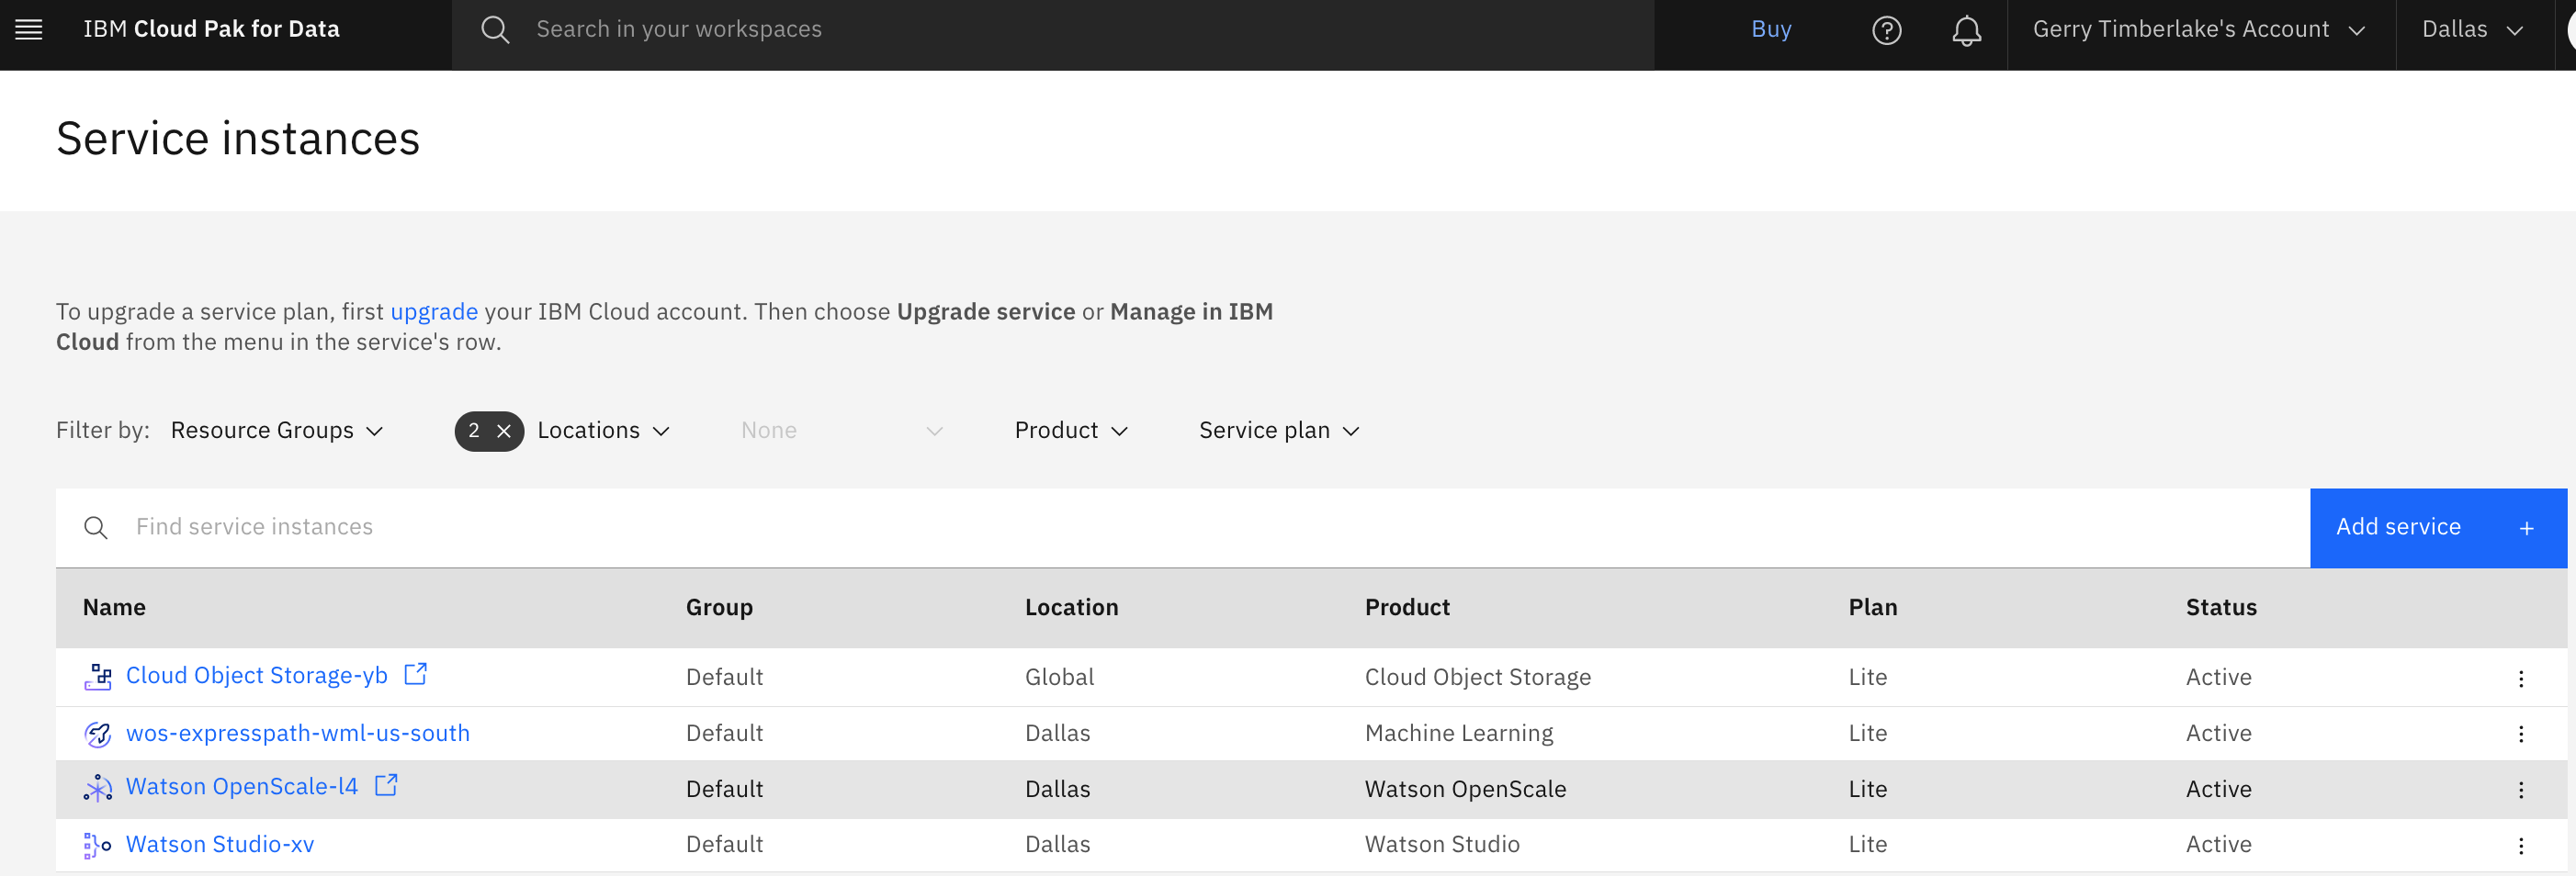 IBM Cloud Pak for Data Search in your workspaces Buy Gerry Timberlake's Account Dallas
Service instances
To upgrade a service plan, first upgrade your IBM Cloud account. Then choose Upgrade service or Manage in IBM
Cloud from the menu in the service's row.
Filter by: Resource Groups 2 Locations None Product Service plan
Find service instances Add service +
Name Group Location Product Plan Status
Cloud Object Storage-yb Default Global Cloud Object Storage Lite Active
wos-expresspath-wml-us-south Default Dallas Machine Learning Lite Active
Watson OpenScale-l4 Default Dallas Watson OpenScale Lite Active
Watson Studio-xv Default Dallas Watson Studio Lite Active